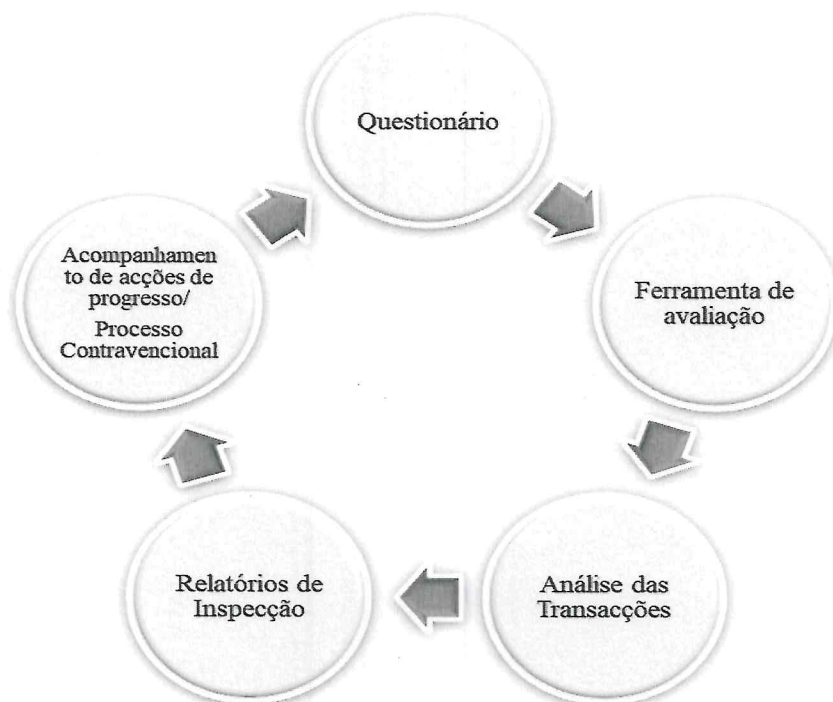 Questionário
Ferramenta de
avaliação
Análise das
Transacções
Relatórios de
Inspecção
Acompanhamen
to de acções de
progresso/
Processo
Contravencional